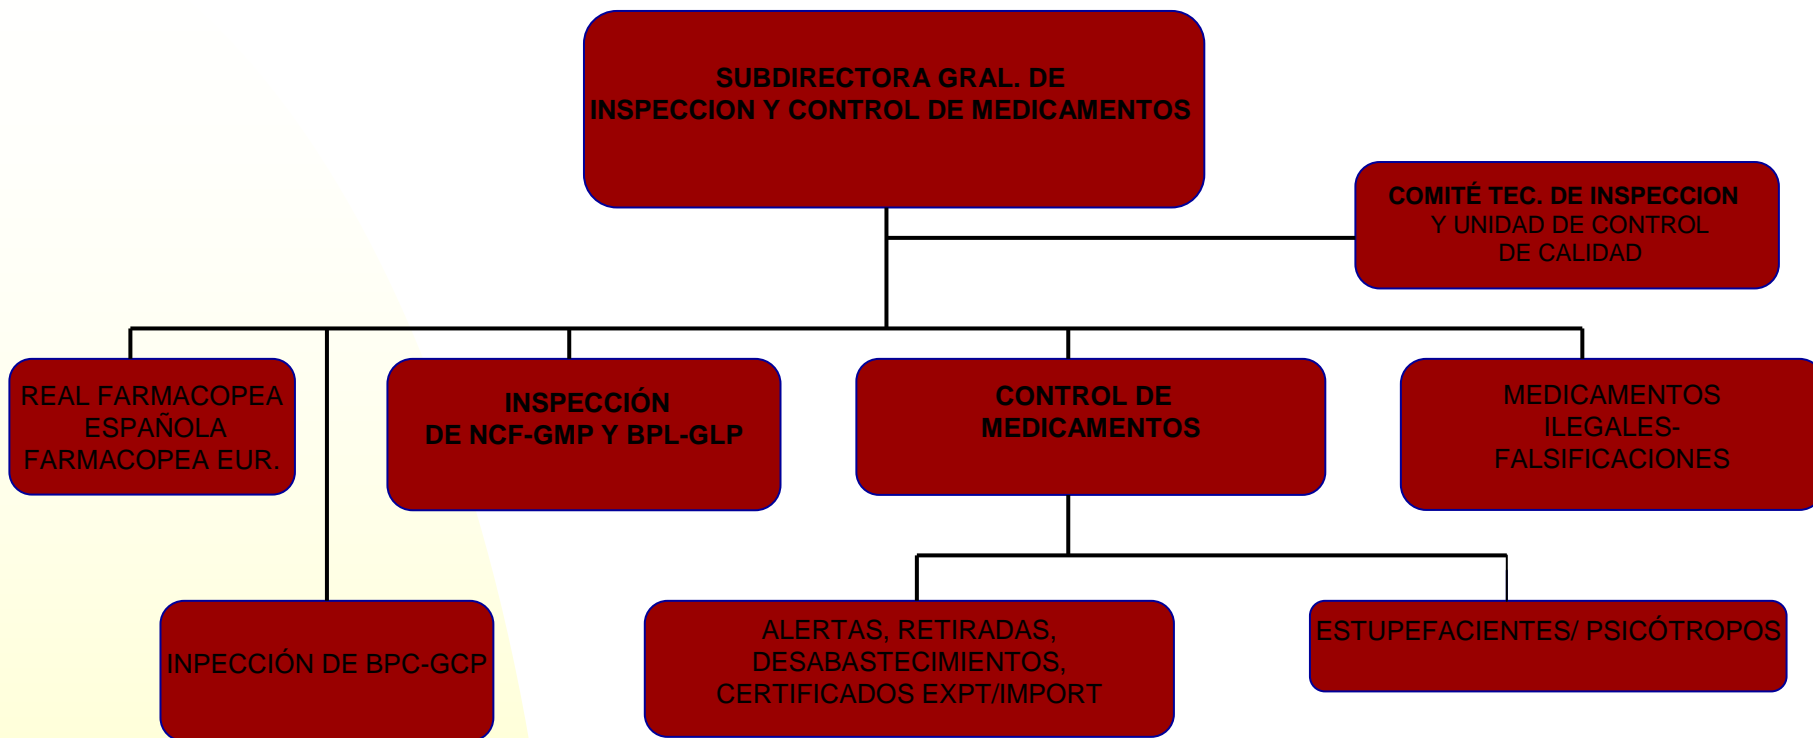 SUBDIRECTORA GRAL. DE
INSPECCION Y CONTROL DE MEDICAMENTOS
COMITÉ TEC. DE INSPECCION
Y UNIDAD DE CONTROL
DE CALIDAD
REAL FARMACOPEA
ESPAÑOLA
FARMACOPEA EUR.
INSPECCIÓN
DE NCF-GMP Y BPL-GLP
CONTROL DE
MEDICAMENTOS
MEDICAMENTOS
ILEGALES-
FALSIFICACIONES
INPECCIÓN DE BPC-GCP
ALERTAS, RETIRADAS,
DESABASTECIMIENTOS,
CERTIFICADOS EXPT/IMPORT
ESTUPEFACIENTES/ PSICÓTROPOS